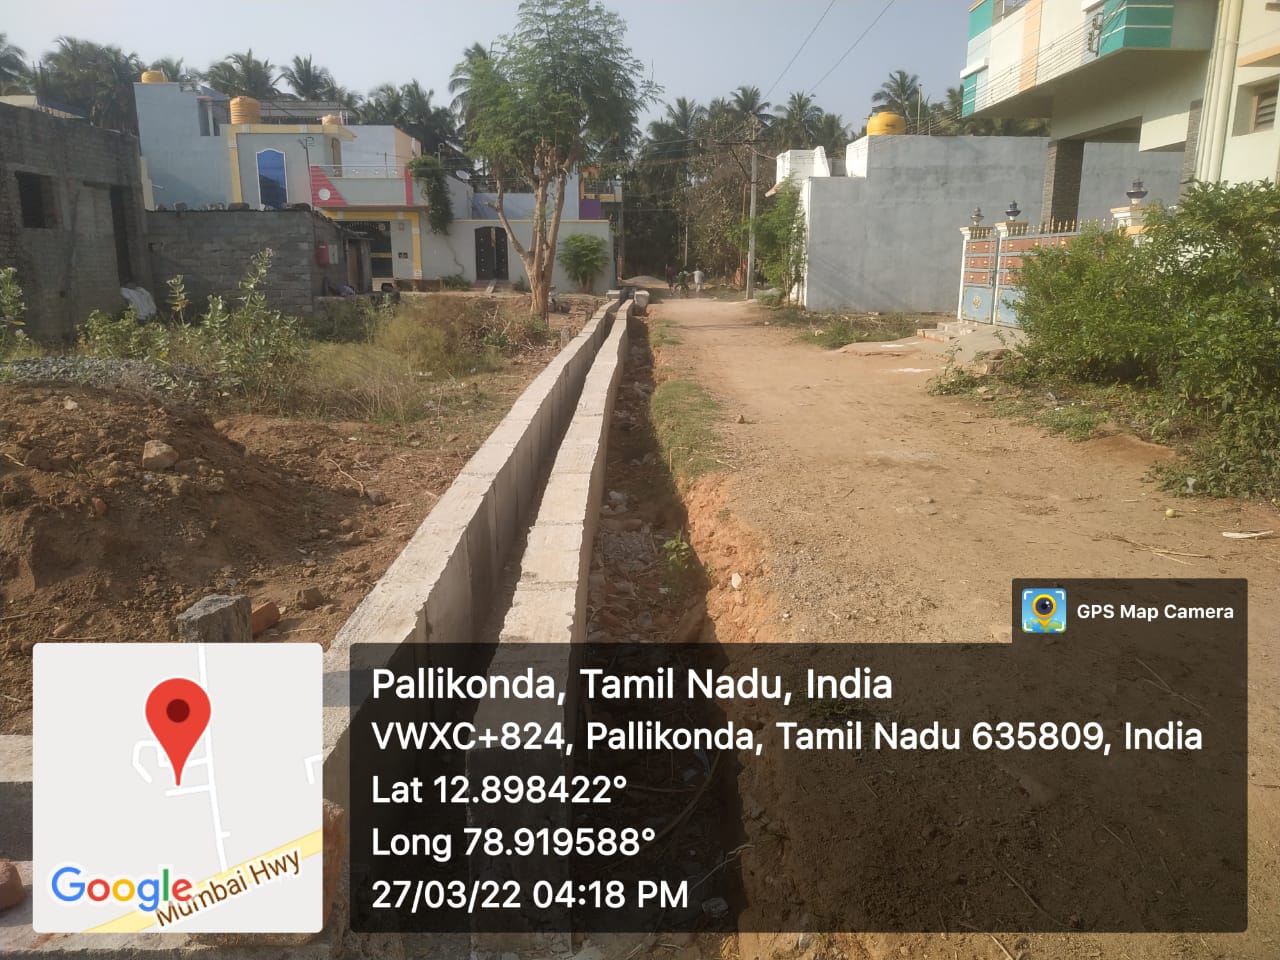 GPS Map Camera
Pallikonda, Tamil Nadu, India
VWXC+824, Pallikonda, Tamil Nadu 635809, India
Lat 12.898422°
Long 78.919588°
27/03/22 04:18 PM
Google
Mumbai Hwy